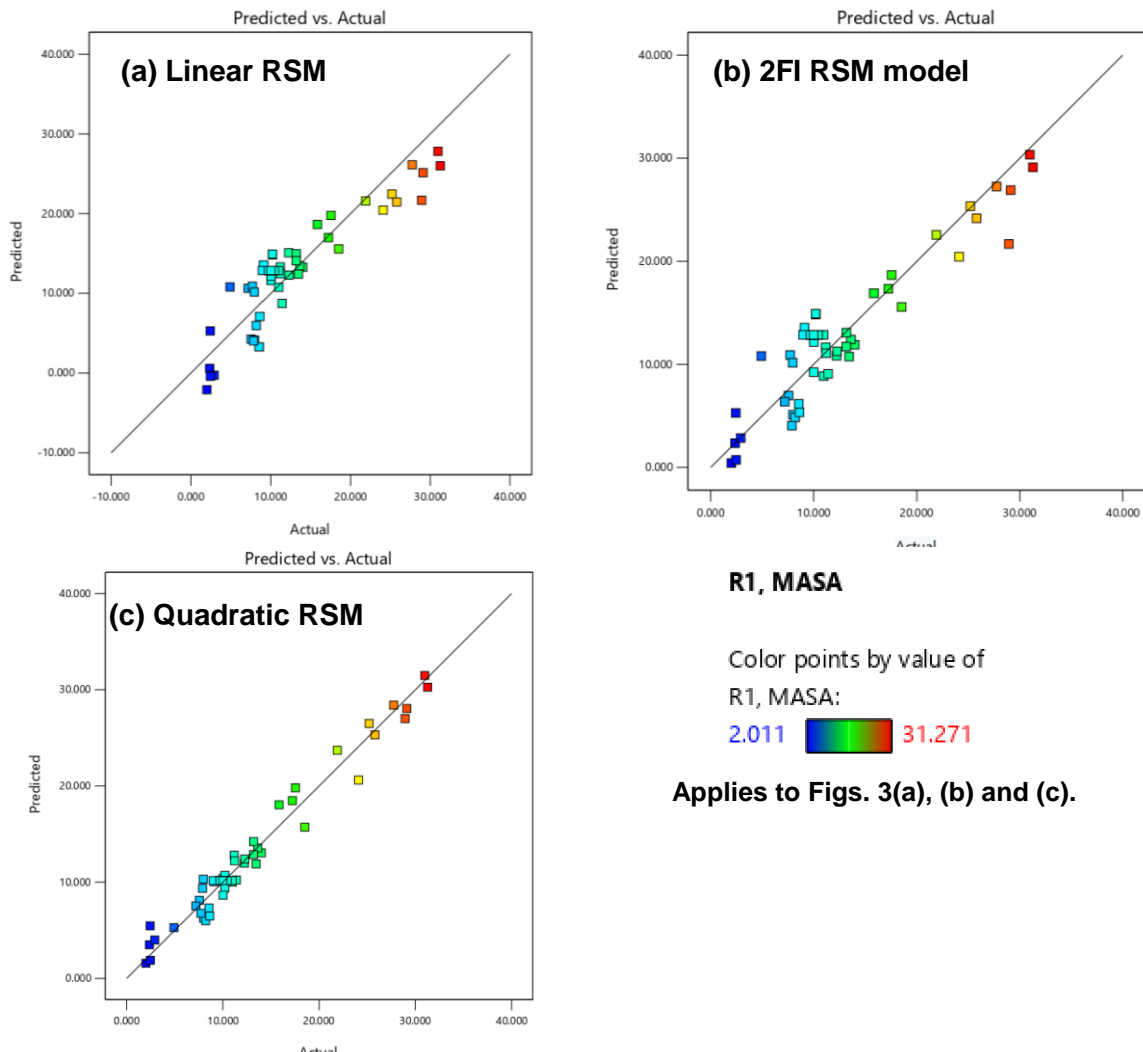 Predicted vs. Actual
(a) Linear RSM
40.000
30.000
20.000
10.000
0.000
-10.000
Predicted
-10.000 0.000 10.000 20.000 30.000 40.000
Actual
Predicted vs. Actual
(b) 2FI RSM model
40.000
30.000
20.000
10.000
0.000
Predicted
0.000 10.000 20.000 30.000 40.000
Actual
Predicted vs. Actual
(c) Quadratic RSM
40.000
30.000
20.000
10.000
0.000
Predicted
0.000 10.000 20.000 30.000 40.000
Actual
R1, MASA
Color points by value of
R1, MASA:
2.011 31.271
Applies to Figs. 3(a), (b) and (c).